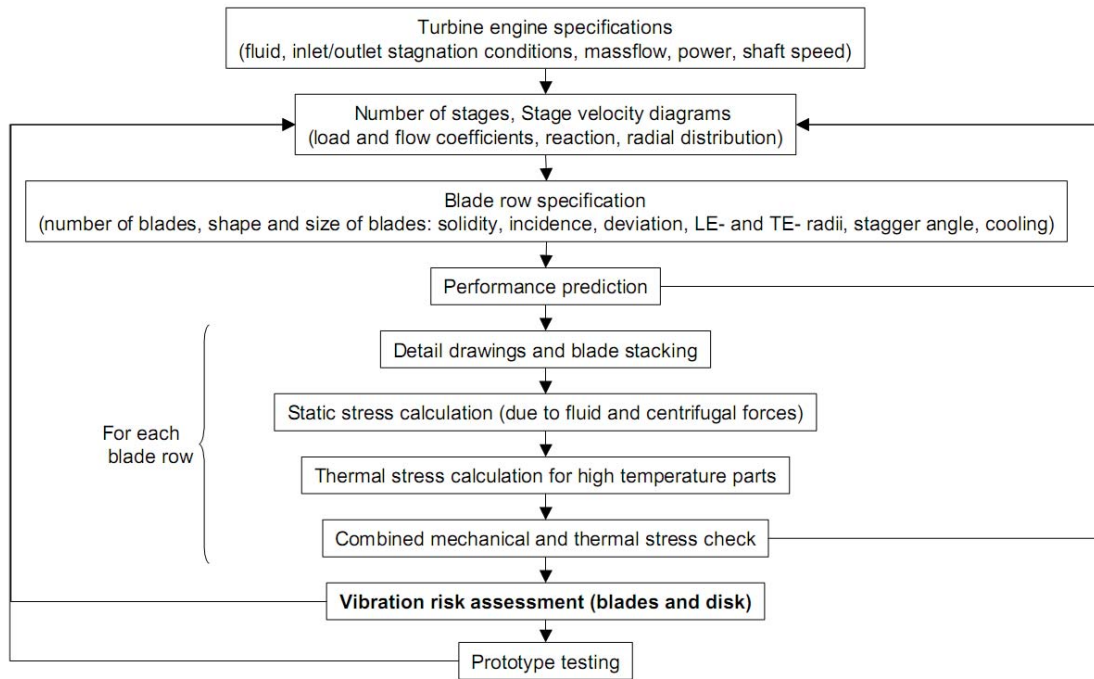 Turbine engine specifications
(fluid, inlet/outlet stagnation conditions, massflow, power, shaft speed)
Number of stages, Stage velocity diagrams
(load and flow coefficients, reaction, radial distribution)
Blade row specification
(number of blades, shape and size of blades: solidity, incidence, deviation, LE- and TE- radii, stagger angle, cooling)
Performance prediction
Detail drawings and blade stacking
Static stress calculation (due to fluid and centrifugal forces)
For each
blade row
Thermal stress calculation for high temperature parts
Combined mechanical and thermal stress check
Vibration risk assessment (blades and disk)
Prototype testing